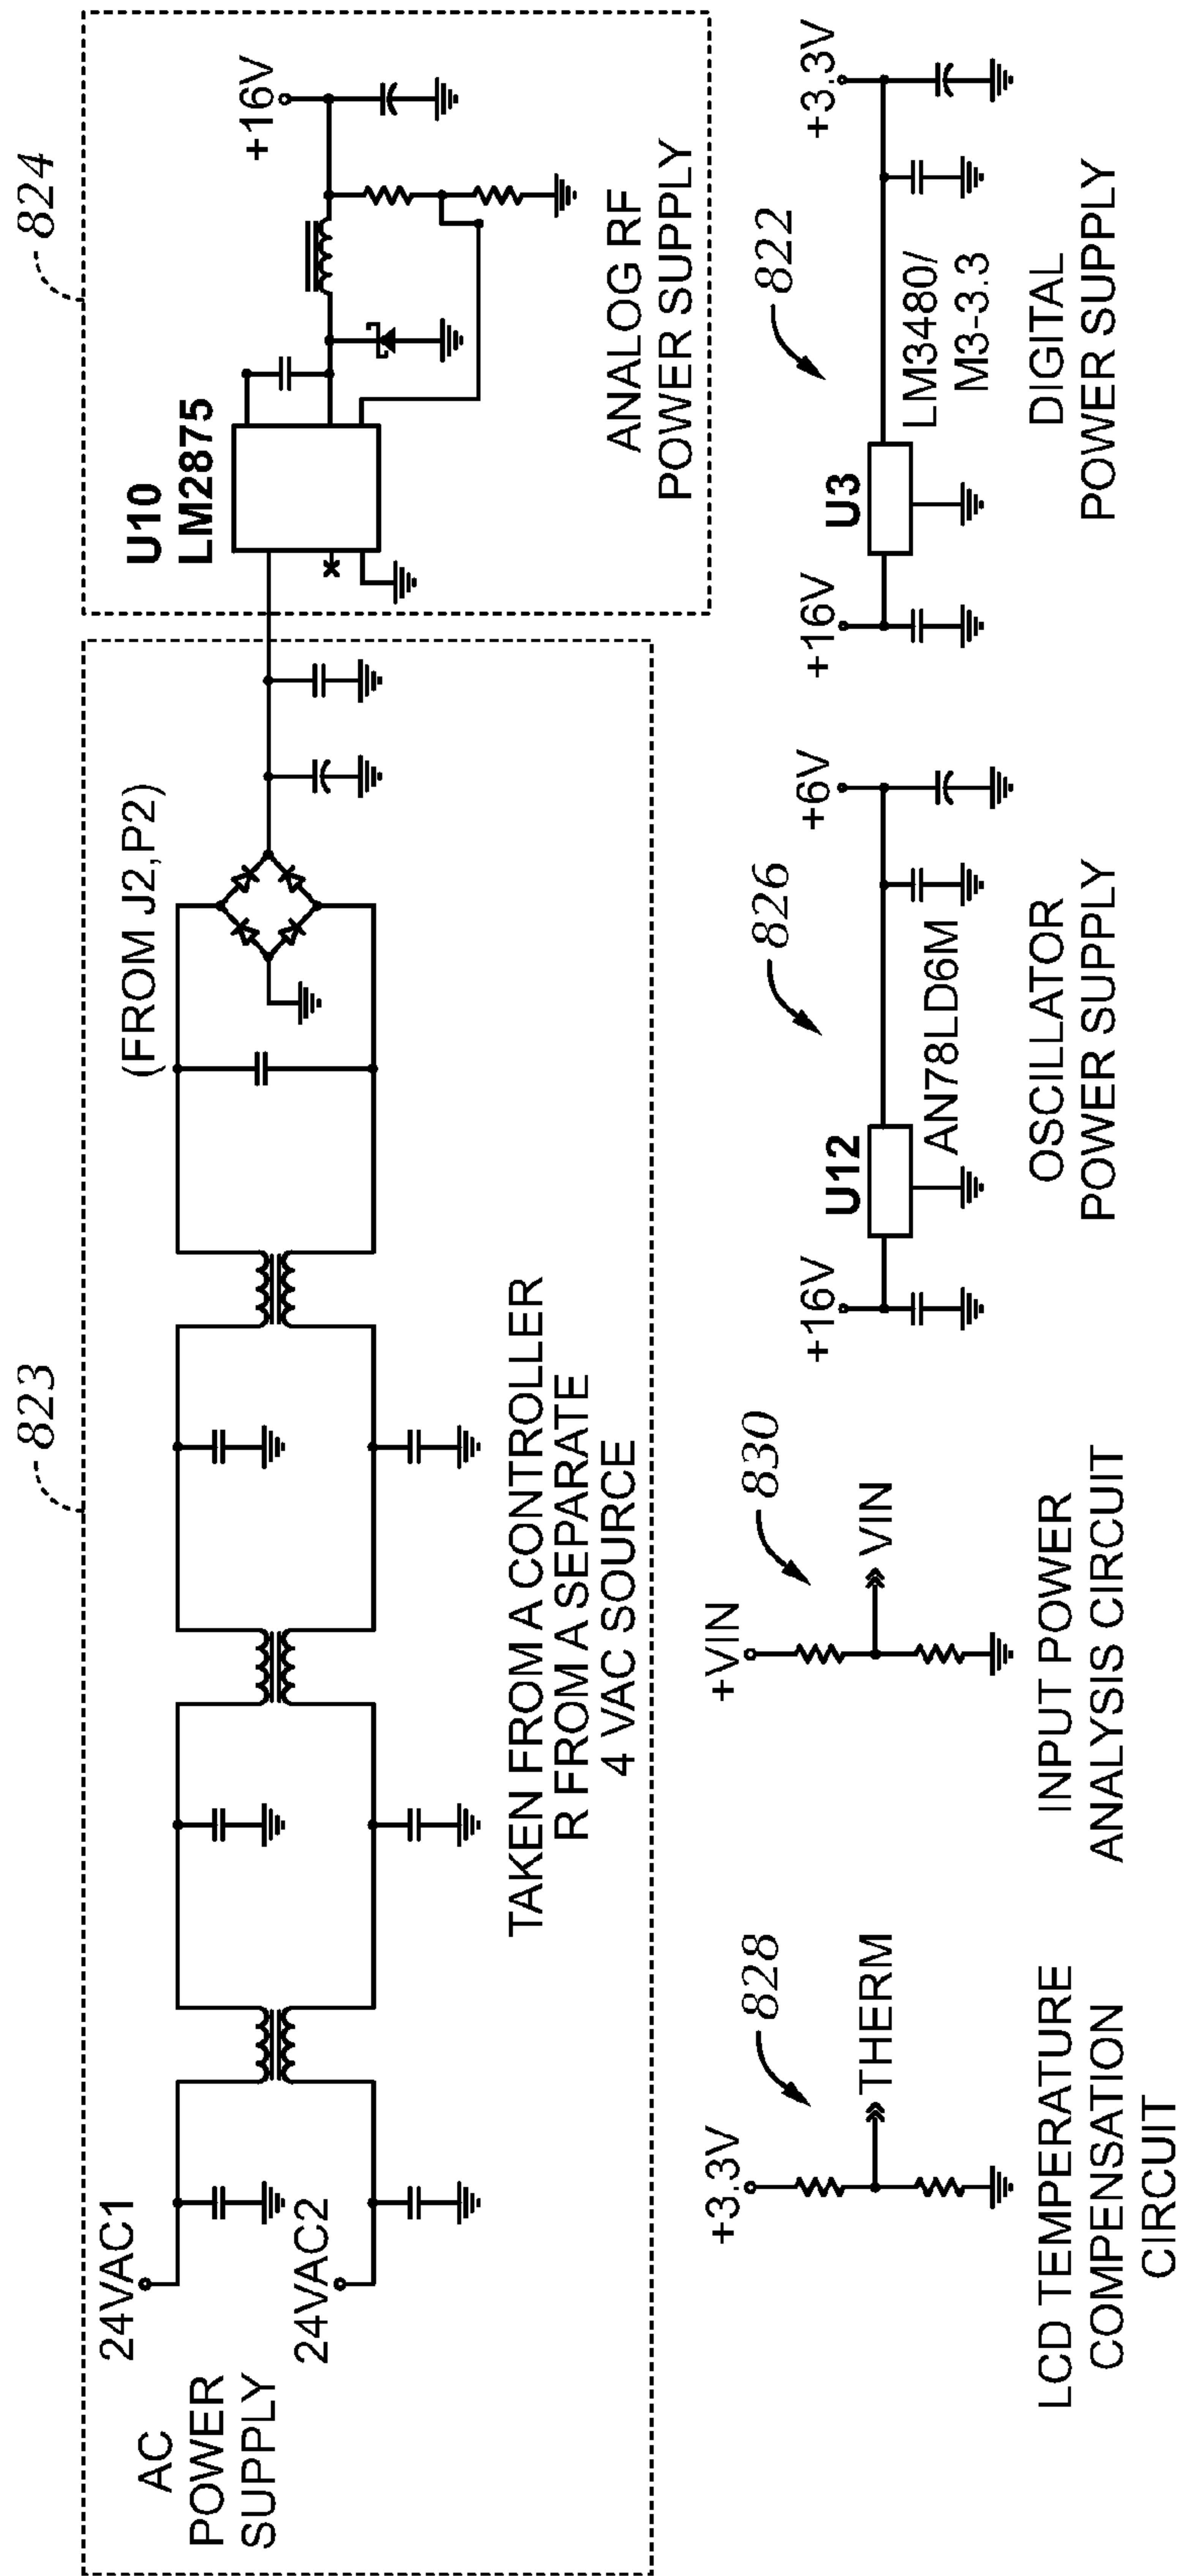 823
824
AC
POWER
SUPPLY
24VAC1
24VAC2
(FROM J2,P2)
TAKEN FROM A CONTROLLER
R FROM A SEPARATE
4 VAC SOURCE
U10
LM2875
+16V
ANALOG RF
POWER SUPPLY
828
+3.3V
THERM
LCD TEMPERATURE
COMPENSATION
CIRCUIT
830
+VIN
VIN
INPUT POWER
ANALYSIS CIRCUIT
826
+16V
U12
AN78LD6M
+6V
OSCILLATOR
POWER SUPPLY
822
+16V
U3
LM3480/
M3-3.3
+3.3V
DIGITAL
POWER SUPPLY